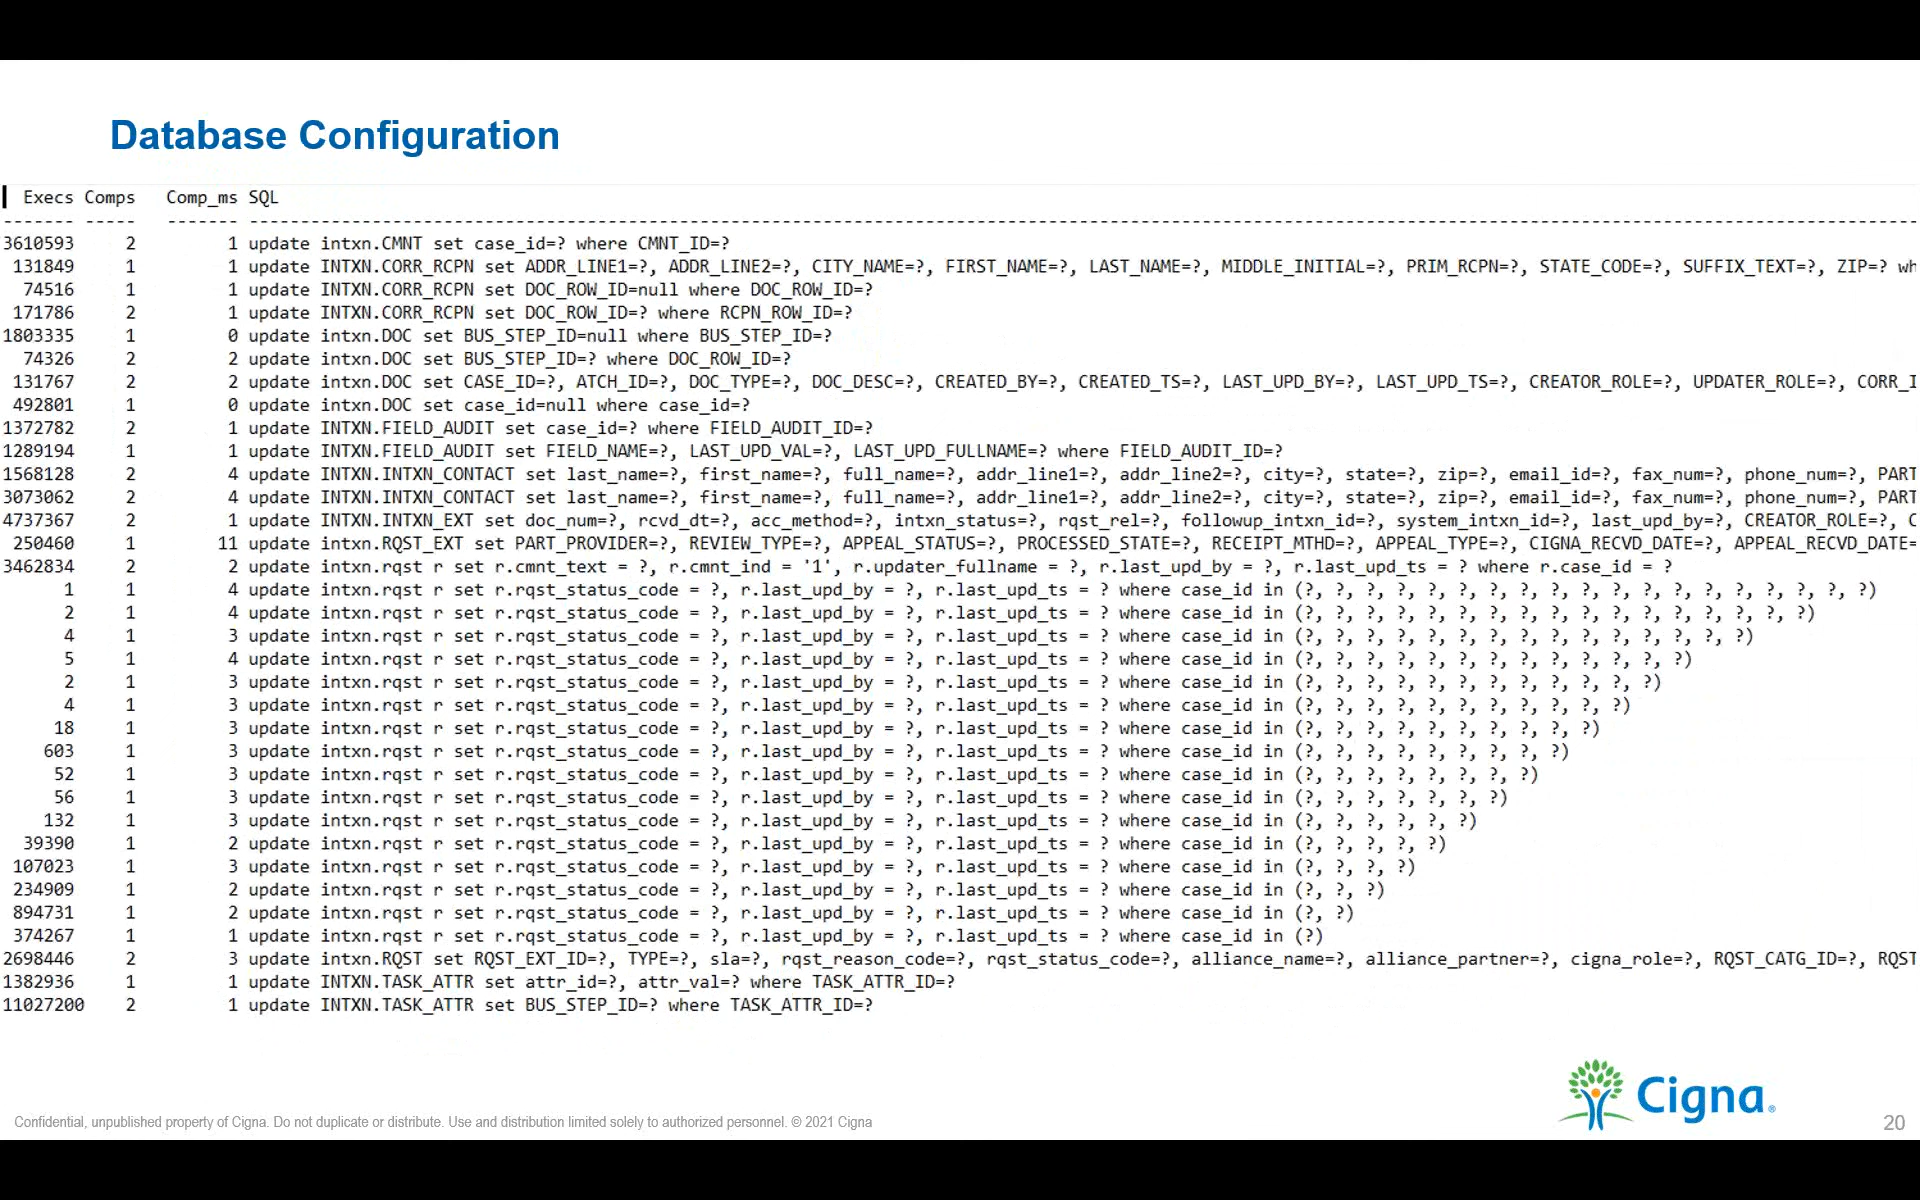 Database Configuration
Execs Comps Comp_ms SQL
------- ----- ------- ----------------------------------------------------------------------------------------------------
3610593 2 1 update intxn.CMNT set case_id=? where CMNT_ID=?
131849 1 1 update INTXN.CORR_RCPN set ADDR_LINE1=?, ADDR_LINE2=?, CITY_NAME=?, FIRST_NAME=?, LAST_NAME=?, MIDDLE_INITIAL=?, PRIM_RCPN=?, STATE_CODE=?, SUFFIX_TEXT=?, ZIP=? wh
74516 1 1 update INTXN.CORR_RCPN set DOC_ROW_ID=null where DOC_ROW_ID=?
171786 2 1 update INTXN.CORR_RCPN set DOC_ROW_ID=? where RCPN_ROW_ID=?
1803335 1 0 update intxn.DOC set BUS_STEP_ID=null where BUS_STEP_ID=?
74326 2 2 update intxn.DOC set BUS_STEP_ID=? where DOC_ROW_ID=?
131767 2 2 update intxn.DOC set CASE_ID=?, ATCH_ID=?, DOC_TYPE=?, DOC_DESC=?, CREATED_BY=?, CREATED_TS=?, LAST_UPD_BY=?, LAST_UPD_TS=?, CREATOR_ROLE=?, UPDATER_ROLE=?, CORR_I
492801 1 0 update intxn.DOC set case_id=null where case_id=?
1372782 2 1 update INTXN.FIELD_AUDIT set case_id=? where FIELD_AUDIT_ID=?
1289194 1 1 update INTXN.FIELD_AUDIT set FIELD_NAME=?, LAST_UPD_VAL=?, LAST_UPD_FULLNAME=? where FIELD_AUDIT_ID=?
1568128 2 4 update INTXN.INTXN_CONTACT set last_name=?, first_name=?, full_name=?, addr_line1=?, addr_line2=?, city=?, state=?, zip=?, email_id=?, fax_num=?, phone_num=?, PART
3073062 2 4 update INTXN.INTXN_CONTACT set last_name=?, first_name=?, full_name=?, addr_line1=?, addr_line2=?, city=?, state=?, zip=?, email_id=?, fax_num=?, phone_num=?, PART
4737367 2 1 update INTXN.INTXN_EXT set doc_num=?, rcvd_dt=?, acc_method=?, intxn_status=?, rqst_rel=?, followup_intxn_id=?, system_intxn_id=?, last_upd_by=?, CREATOR_ROLE=?, C
250460 1 11 update intxn.RQST_EXT set PART_PROVIDER=?, REVIEW_TYPE=?, APPEAL_STATUS=?, PROCESSED_STATE=?, RECEIPT_MTHD=?, APPEAL_TYPE=?, CIGNA_RECVD_DATE=?, APPEAL_RECVD_DATE=
3462834 2 2 update intxn.rqst r set r.cmnt_text = ?, r.cmnt_ind = '1', r.updater_fullname = ?, r.last_upd_by = ?, r.last_upd_ts = ? where r.case_id = ?
1 1 4 update intxn.rqst r set r.rqst_status_code = ?, r.last_upd_by = ?, r.last_upd_ts = ? where case_id in (?, ?, ?, ?, ?, ?, ?, ?, ?, ?, ?, ?, ?, ?, ?, ?, ?, ?, ?)
2 1 4 update intxn.rqst r set r.rqst_status_code = ?, r.last_upd_by = ?, r.last_upd_ts = ? where case_id in (?, ?, ?, ?, ?, ?, ?, ?, ?, ?, ?, ?, ?, ?, ?, ?, ?)
4 1 3 update intxn.rqst r set r.rqst_status_code = ?, r.last_upd_by = ?, r.last_upd_ts = ? where case_id in (?, ?, ?, ?, ?, ?, ?, ?, ?, ?, ?, ?, ?, ?, ?)
5 1 4 update intxn.rqst r set r.rqst_status_code = ?, r.last_upd_by = ?, r.last_upd_ts = ? where case_id in (?, ?, ?, ?, ?, ?, ?, ?, ?, ?, ?, ?, ?)
2 1 3 update intxn.rqst r set r.rqst_status_code = ?, r.last_upd_by = ?, r.last_upd_ts = ? where case_id in (?, ?, ?, ?, ?, ?, ?, ?, ?, ?, ?, ?)
4 1 3 update intxn.rqst r set r.rqst_status_code = ?, r.last_upd_by = ?, r.last_upd_ts = ? where case_id in (?, ?, ?, ?, ?, ?, ?, ?, ?, ?, ?)
18 1 3 update intxn.rqst r set r.rqst_status_code = ?, r.last_upd_by = ?, r.last_upd_ts = ? where case_id in (?, ?, ?, ?, ?, ?, ?, ?, ?, ?)
603 1 3 update intxn.rqst r set r.rqst_status_code = ?, r.last_upd_by = ?, r.last_upd_ts = ? where case_id in (?, ?, ?, ?, ?, ?, ?, ?, ?)
52 1 3 update intxn.rqst r set r.rqst_status_code = ?, r.last_upd_by = ?, r.last_upd_ts = ? where case_id in (?, ?, ?, ?, ?, ?, ?, ?)
56 1 3 update intxn.rqst r set r.rqst_status_code = ?, r.last_upd_by = ?, r.last_upd_ts = ? where case_id in (?, ?, ?, ?, ?, ?, ?)
132 1 3 update intxn.rqst r set r.rqst_status_code = ?, r.last_upd_by = ?, r.last_upd_ts = ? where case_id in (?, ?, ?, ?, ?, ?)
39390 1 2 update intxn.rqst r set r.rqst_status_code = ?, r.last_upd_by = ?, r.last_upd_ts = ? where case_id in (?, ?, ?, ?, ?)
107023 1 3 update intxn.rqst r set r.rqst_status_code = ?, r.last_upd_by = ?, r.last_upd_ts = ? where case_id in (?, ?, ?, ?)
234909 1 2 update intxn.rqst r set r.rqst_status_code = ?, r.last_upd_by = ?, r.last_upd_ts = ? where case_id in (?, ?, ?)
894731 1 2 update intxn.rqst r set r.rqst_status_code = ?, r.last_upd_by = ?, r.last_upd_ts = ? where case_id in (?, ?)
374267 1 1 update intxn.rqst r set r.rqst_status_code = ?, r.last_upd_by = ?, r.last_upd_ts = ? where case_id in (?)
2698446 2 3 update intxn.RQST set RQST_EXT_ID=?, TYPE=?, sla=?, rqst_reason_code=?, rqst_status_code=?, alliance_name=?, alliance_partner=?, cigna_role=?, RQST_CATG_ID=?, RQST
1382936 1 1 update INTXN.TASK_ATTR set attr_id=?, attr_val=? where TASK_ATTR_ID=?
11027200 2 1 update INTXN.TASK_ATTR set BUS_STEP_ID=? where TASK_ATTR_ID=?
Cigna®
Confidential, unpublished property of Cigna. Do not duplicate or distribute. Use and distribution limited solely to authorized personnel. © 2021 Cigna
20